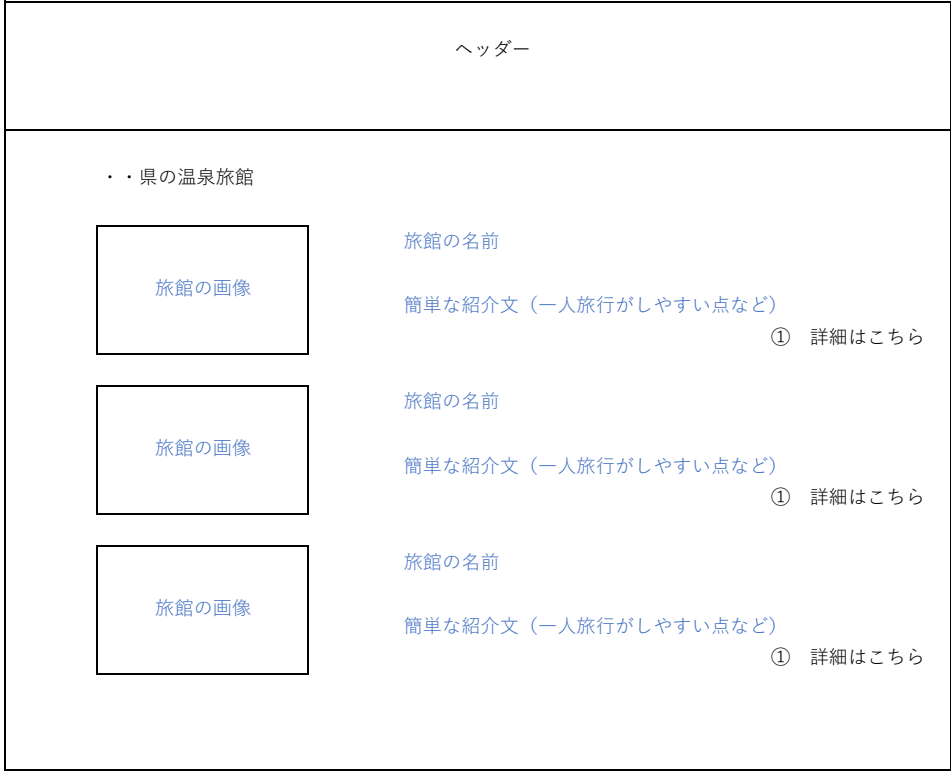 ヘッダー
・・県の温泉旅館
旅館の画像
旅館の名前
簡単な紹介文（一人旅行がしやすい点など）
① 詳細はこちら
旅館の画像
旅館の名前
簡単な紹介文（一人旅行がしやすい点など）
① 詳細はこちら
旅館の画像
旅館の名前
簡単な紹介文（一人旅行がしやすい点など）
① 詳細はこちら